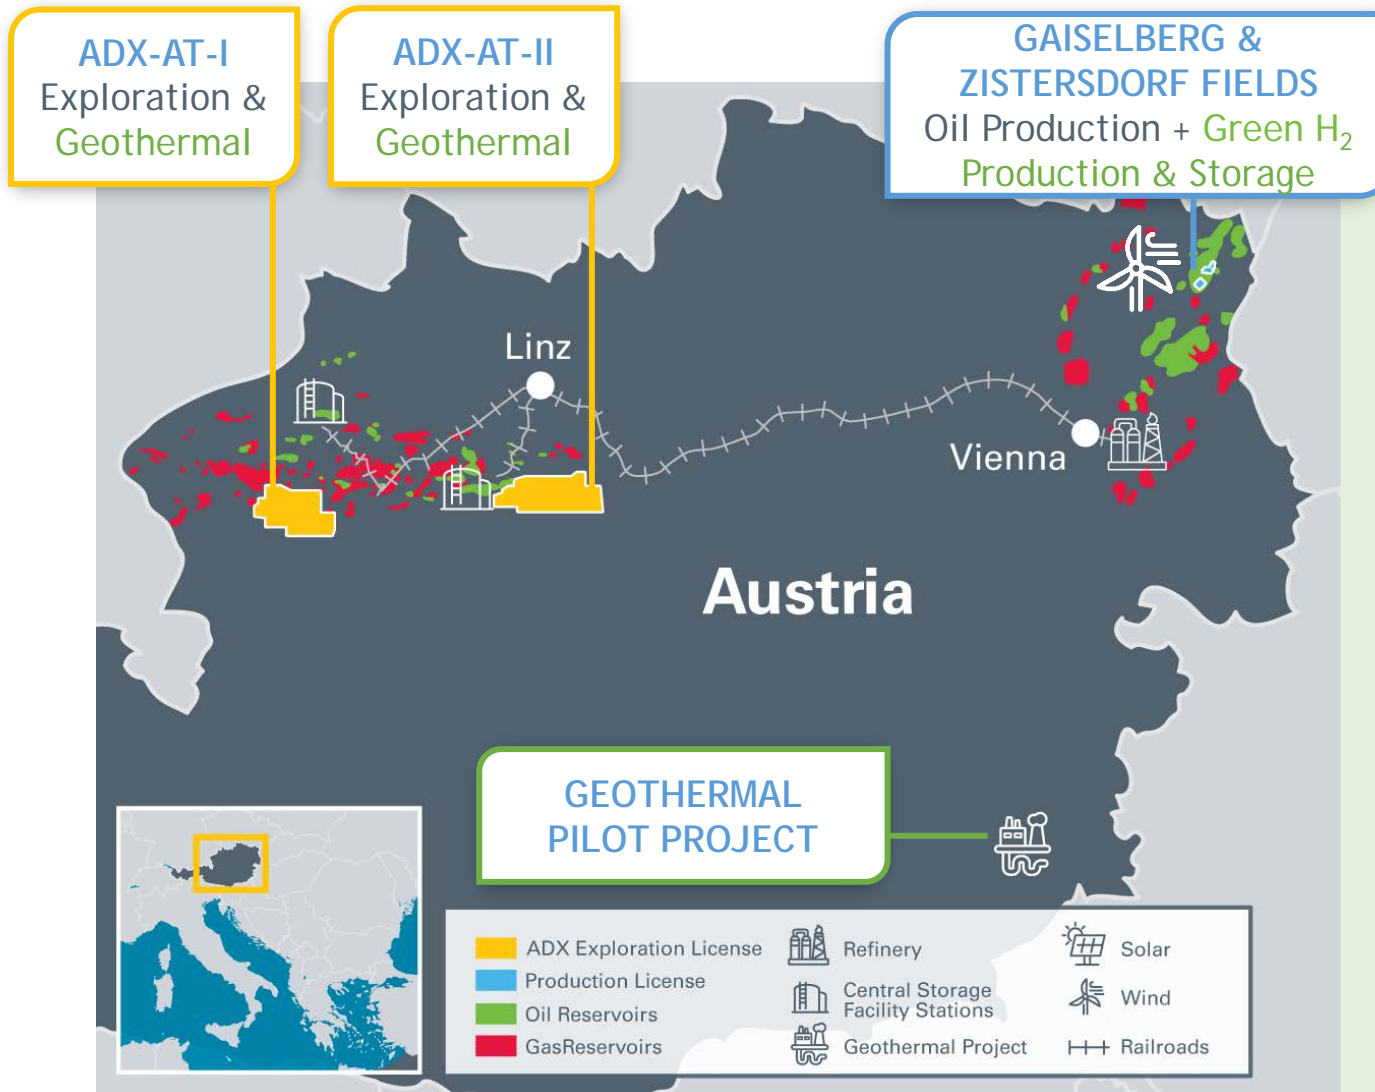 ADX-AT-I
Exploration &
Geothermal
ADX-AT-II
Exploration &
Geothermal
GAISELBERG &
ZISTERSDORF FIELDS
Oil Production + Green H₂
Production & Storage
Linz
Vienna
Austria
GEOTHERMAL
PILOT PROJECT
ADX Exploration License
Production License
Oil Reservoirs
GasReservoirs
Refinery
Central Storage
Facility Stations
Geothermal Project
Solar
Wind
Railroads